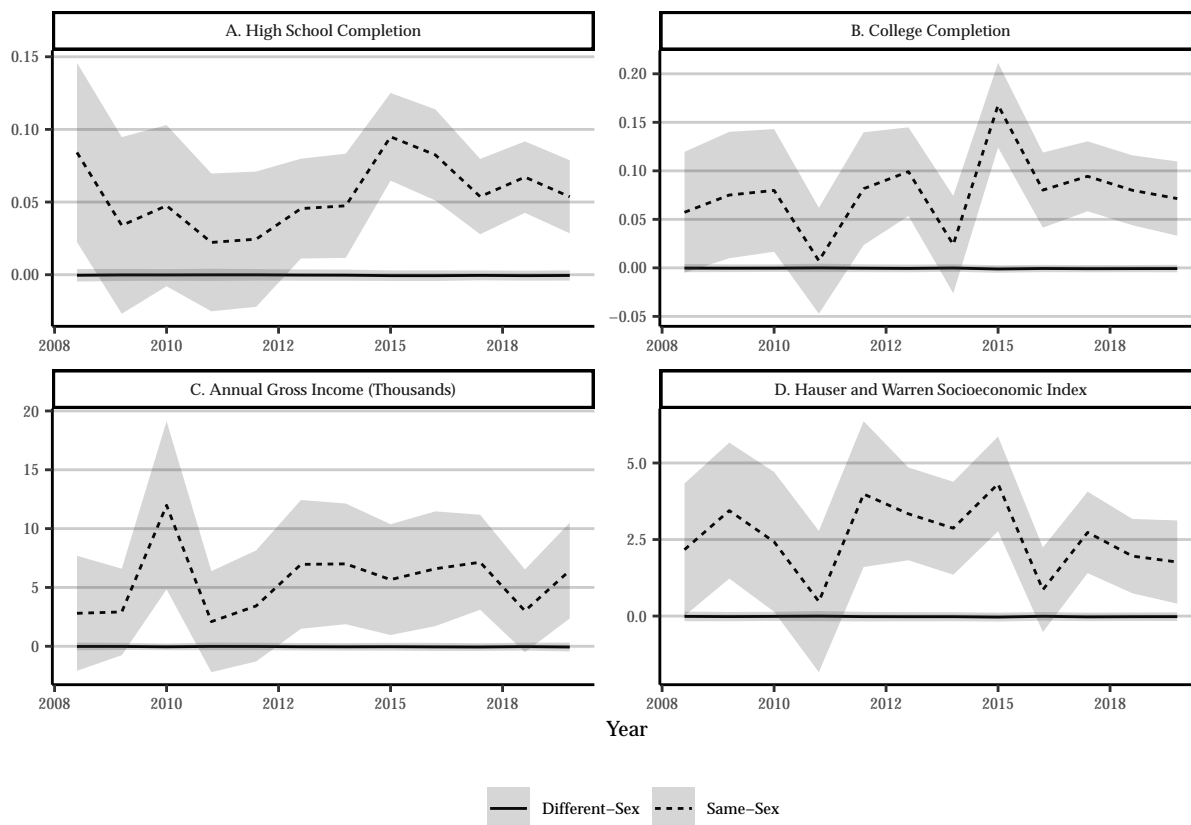 A. High School Completion
0.15
0.10
0.05
0.00
2008 2010 2012 2015 2018
B. College Completion
0.20
0.15
0.10
0.05
0.00
−0.05
2008 2010 2012 2015 2018
C. Annual Gross Income (Thousands)
20
15
10
5
0
2008 2010 2012 2015 2018
D. Hauser and Warren Socioeconomic Index
5.0
2.5
0.0
2008 2010 2012 2015 2018
Year
Different−Sex Same−Sex